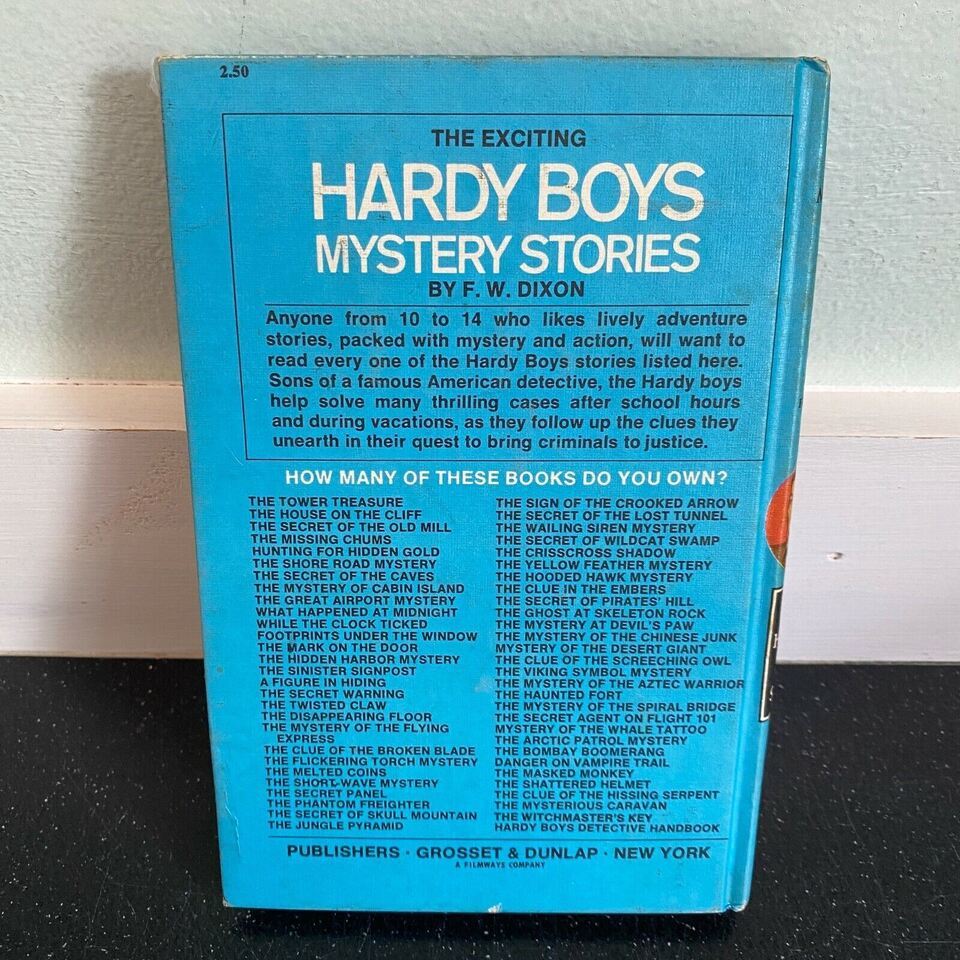 2.50
THE EXCITING
HARDY BOYS
MYSTERY STORIES
BY F. W. DIXON
Anyone from 10 to 14 who likes lively adventure
stories, packed with mystery and action, will want to
read every one of the Hardy Boys stories listed here.
Sons of a famous American detective, the Hardy boys
help solve many thrilling cases after school hours
and during vacations, as they follow up the clues they
unearth in their quest to bring criminals to justice.
HOW MANY OF THESE BOOKS DO YOU OWN?
THE TOWER TREASURE
THE HOUSE ON THE CLIFF
THE SECRET OF THE OLD MILL
THE MISSING CHUMS
HUNTING FOR HIDDEN GOLD
THE SHORE ROAD MYSTERY
THE SECRET OF THE CAVES
THE MYSTERY OF CABIN ISLAND
THE GREAT AIRPORT MYSTERY
WHAT HAPPENED AT MIDNIGHT
WHILE THE CLOCK TICKED
FOOTPRINTS UNDER THE WINDOW
THE MARK ON THE DOOR
THE HIDDEN HARBOR MYSTERY
THE SINISTER SIGNPOST
A FIGURE IN HIDING
THE SECRET WARNING
THE TWISTED CLAW
THE DISAPPEARING FLOOR
THE MYSTERY OF THE FLYING
EXPRESS
THE CLUE OF THE BROKEN BLADE
THE FLICKERING TORCH MYSTERY
THE MELTED COINS
THE SHORT-WAVE MYSTERY
THE SECRET PANEL
THE PHANTOM FREIGHTER
THE SECRET OF SKULL MOUNTAIN
THE JUNGLE PYRAMID
THE SIGN OF THE CROOKED ARROW
THE SECRET OF THE LOST TUNNEL
THE WAILING SIREN MYSTERY
THE SECRET OF WILDCAT SWAMP
THE CRISSCROSS SHADOW
THE YELLOW FEATHER MYSTERY
THE HOODED HAWK MYSTERY
THE CLUE IN THE EMBERS
THE SECRET OF PIRATES' HILL
THE GHOST AT SKELETON ROCK
THE MYSTERY AT DEVIL'S PAW
THE MYSTERY OF THE CHINESE JUNK
MYSTERY OF THE DESERT GIANT
THE CLUE OF THE SCREECHING OWL
THE VIKING SYMBOL MYSTERY
THE MYSTERY OF THE AZTEC WARRIOR
THE HAUNTED FORT
THE MYSTERY OF THE SPIRAL BRIDGE
THE SECRET AGENT ON FLIGHT 101
MYSTERY OF THE WHALE TATTOO
THE ARCTIC PATROL MYSTERY
THE BOMBAY BOOMERANG
DANGER ON VAMPIRE TRAIL
THE MASKED MONKEY
THE SHATTERED HELMET
THE CLUE OF THE HISSING SERPENT
THE MYSTERIOUS CARAVAN
THE WITCHMASTER'S KEY
HARDY BOYS DETECTIVE HANDBOOK
PUBLISHERS · GROSSET & DUNLAP · NEW YORK
A FILMWAYS COMPANY